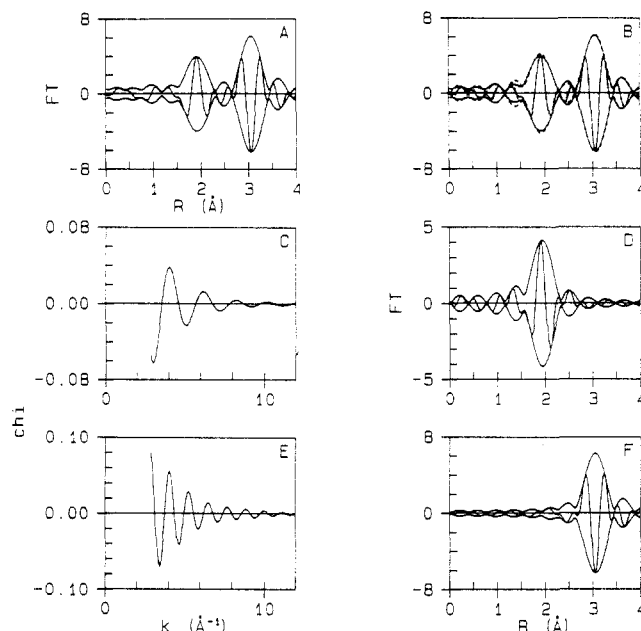 8 A 8 B
FT 0 0
-8 -8
0 1 2 3 4 0 1 2 3 4
R (Å)
0.08 C 5 D
0.00 FT 0
-0.08 -5
10 0 1 2 3 4
chi
0.10 E 8 F
0.00 0
-0.10 -8
10 0 1 2 3 4
k (Å⁻¹) R (Å)